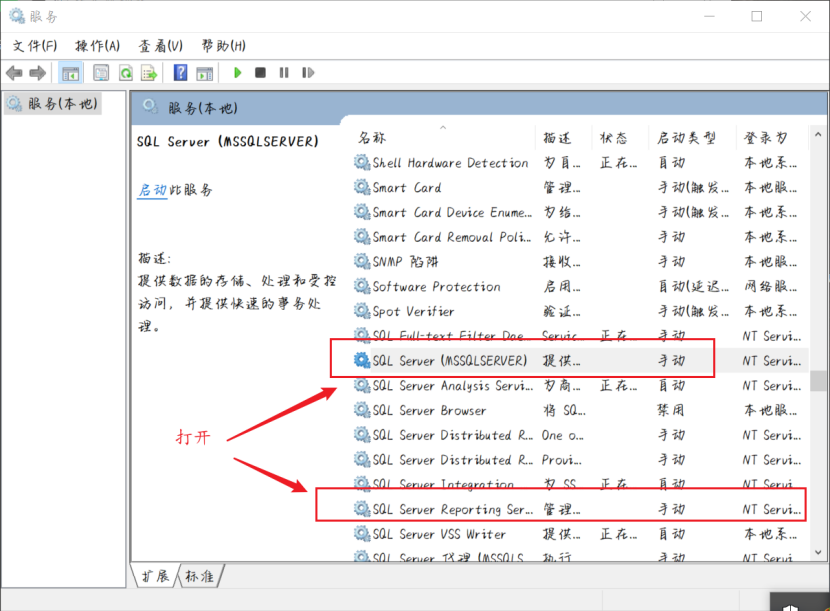 服务
文件(F) 操作(A) 查看(V) 帮助(H)
服务(本地)
服务(本地)
SQL Server (MSSQLSERVER)
启动此服务
描述:
提供数据的存储、处理和受控
访问，并提供快速的事务处
理。
名称 描述 状态 启动类型 登录为
Shell Hardware Detection 为自... 正在... 自动 本地系...
Smart Card 管理... 手动(触发... 本地服...
Smart Card Device Enume... 为给... 手动(触发... 本地系...
Smart Card Removal Poli... 允许... 手动 本地系...
SNMP 陷阱 接收... 手动 本地服...
Software Protection 启用... 自动(延迟... 网络服...
Spot Verifier 验证... 手动(触发... 本地系...
SQL Full-text Filter Dae... Servic... 正在... 手动 NT Servi...
SQL Server (MSSQLSERVER) 提供... 手动 NT Servi...
SQL Server Analysis Servi... 为商... 正在... 自动 NT Servi...
SQL Server Browser 将 SQ... 禁用 本地服...
SQL Server Distributed R... One o... 手动 NT Servi...
SQL Server Distributed R... Provi... 手动 NT Servi...
SQL Server Integration 为 SS 正在 自动 NT Servi...
SQL Server Reporting Ser... 管理... 手动 NT Servi...
SQL Server VSS Writer 提供... 正在... 自动 本地系...
SQL Server 代理 (MSSQLS 执行 手动 NT Servi...
打开
扩展 标准